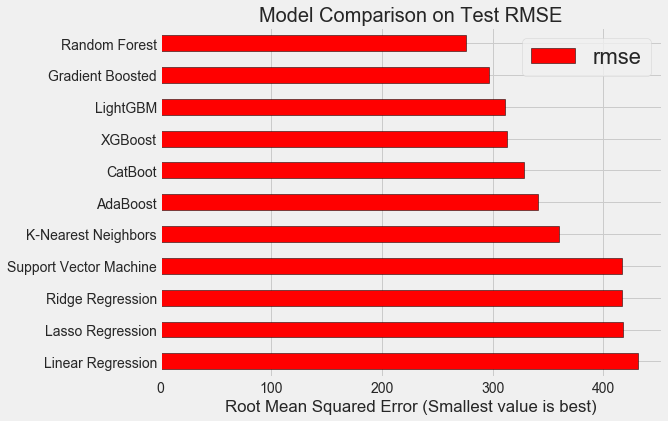 Model Comparison on Test RMSE
rmse
Random Forest
Gradient Boosted
LightGBM
XGBoost
CatBoot
AdaBoost
K-Nearest Neighbors
Support Vector Machine
Ridge Regression
Lasso Regression
Linear Regression
0 100 200 300 400
Root Mean Squared Error (Smallest value is best)